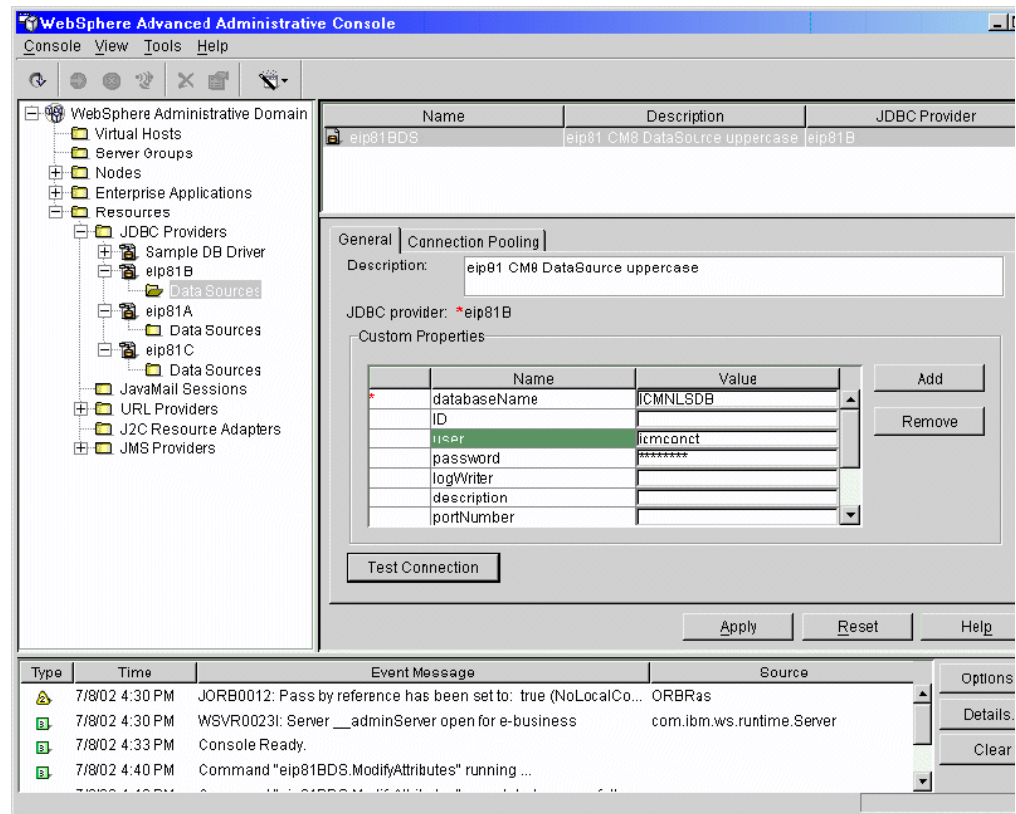 WebSphere Advanced Administrative Console
Console View Tools Help
WebSphere Administrative Domain
Virtual Hosts
Server Groups
Nodes
Enterprise Applications
Resources
JDBC Providers
Sample DB Driver
eip81B
Data Sources
eip81A
Data Sources
eip81C
Data Sources
JavaMail Sessions
URL Providers
J2C Resource Adapters
JMS Providers
Name Description JDBC Provider
eip81BDS eip81 CM8 DataSource uppercase eip81B
General Connection Pooling
Description: eip81 CM8 DataSource uppercase
JDBC provider: *eip81B
Custom Properties
Name Value
* databaseName ICMNLSDB
ID
user icmconct
password ********
logWriter
description
portNumber
Add
Remove
Test Connection
Apply Reset Help
Type Time Event Message Source
7/8/02 4:30 PM JORB0012: Pass by reference has been set to: true (NoLocalCo... ORBRas
7/8/02 4:30 PM WSVR0023I: Server __adminServer open for e-business com.ibm.ws.runtime.Server
7/8/02 4:33 PM Console Ready.
7/8/02 4:40 PM Command "eip81BDS.ModifyAttributes" running ...
Options
Details.
Clear